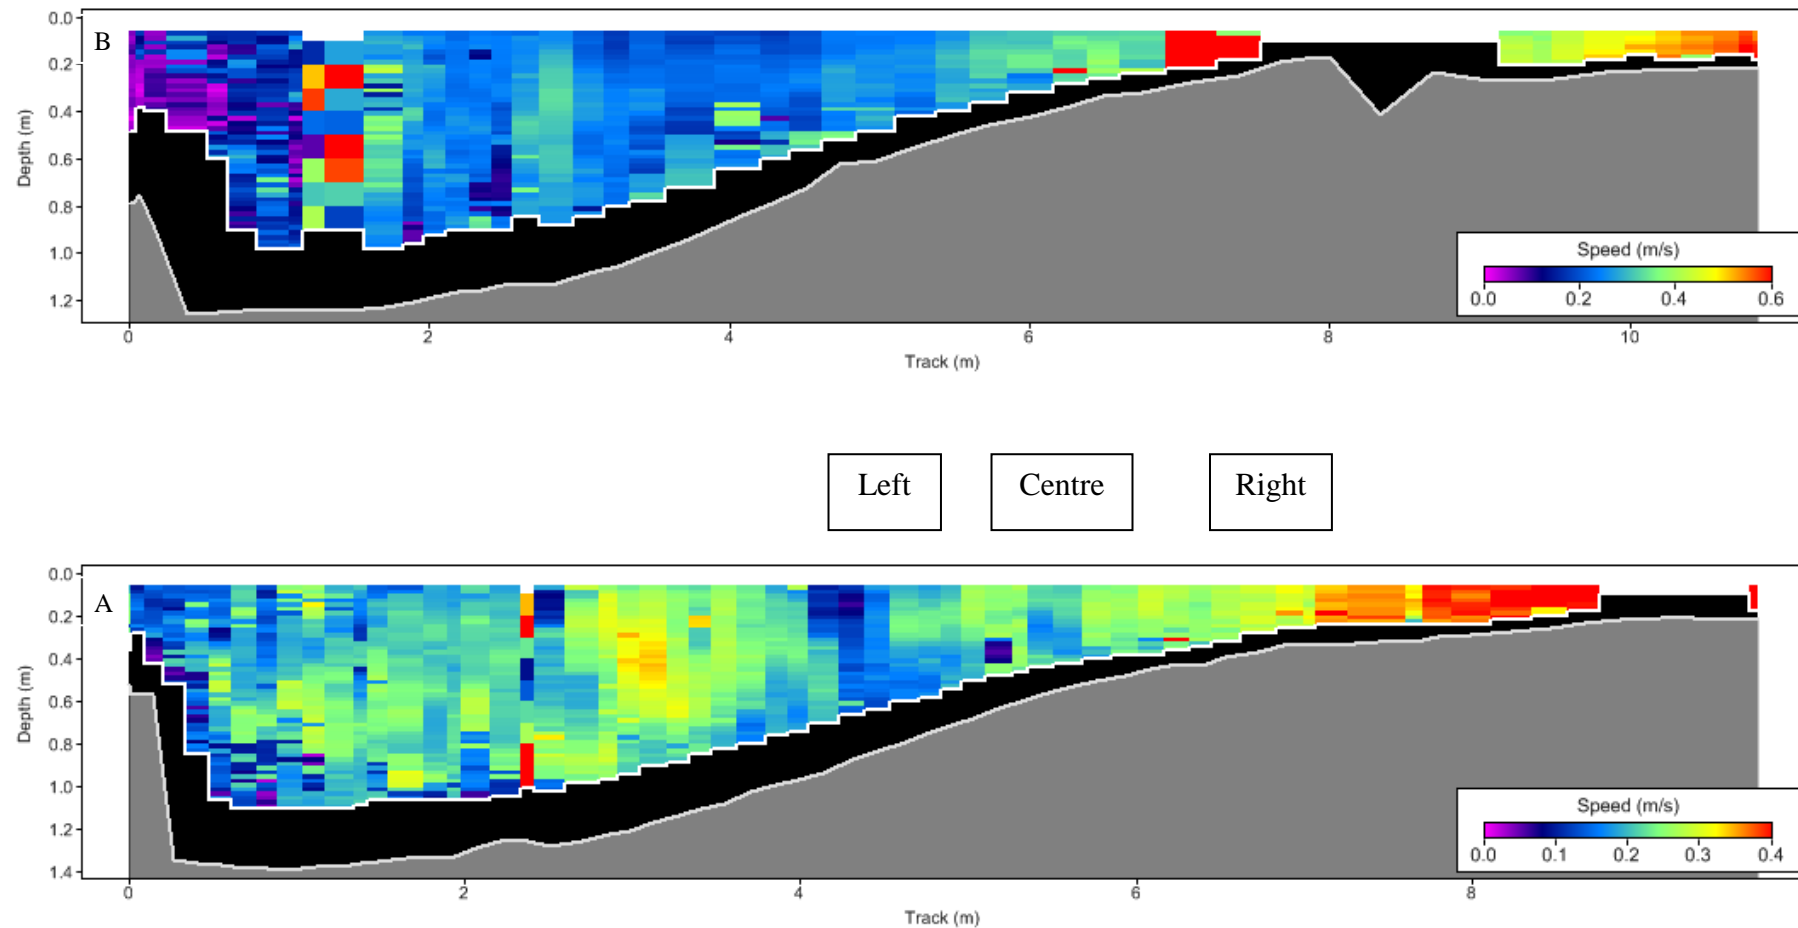 B
0.0
0.2
0.4
0.6
0.8
1.0
1.2
Depth (m)
Speed (m/s)
0.0 0.2 0.4 0.6
0 2 4 6 8 10
Track (m)
Left Centre Right
A
0.0
0.2
0.4
0.6
0.8
1.0
1.2
1.4
Depth (m)
Speed (m/s)
0.0 0.1 0.2 0.3 0.4
0 2 4 6 8
Track (m)